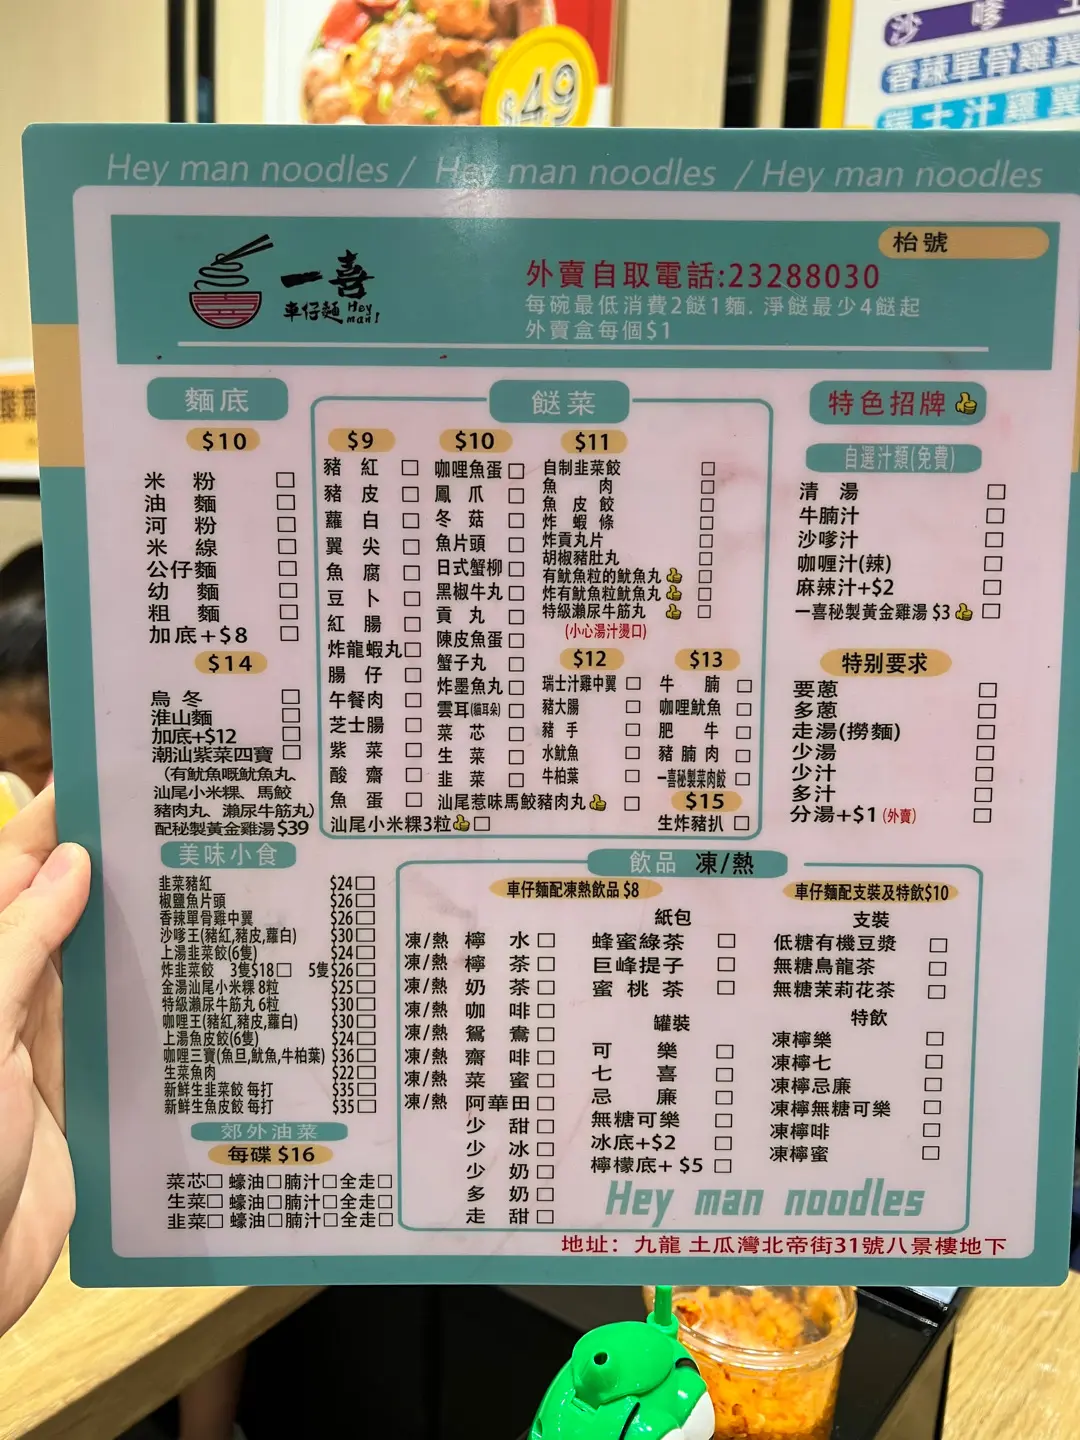 $49
沙 嗲
香辣單骨雞翼
瑞士汁雞翼
Hey man noodles / Hey man noodles / Hey man noodles
枱號
一喜
車仔麵 Hey man!
外賣自取電話:23288030
每碗最低消費2餸1麵. 淨餸最少4餸起
外賣盒每個$1
麵底
$10
米 粉 □
油 麵 □
河 粉 □
米 線 □
公仔麵 □
幼 麵 □
粗 麵 □
加底+$8 □
$14
烏冬 □
淮山麵 □
加底+$12 □
潮汕紫菜四寶 □
(有魷魚嘅魷魚丸、
汕尾小米粿、馬鮫
豬肉丸、瀨尿牛筋丸)
配秘製黃金雞湯$39
餸菜
$9
豬 紅 □
豬 皮 □
蘿 白 □
翼 尖 □
魚 腐 □
豆 卜 □
紅 腸 □
炸龍蝦丸 □
腸 仔 □
午餐肉 □
芝士腸 □
紫 菜 □
酸 齋 □
魚 蛋 □
汕尾小米粿3粒 □
$10
咖哩魚蛋 □
鳳 爪 □
冬 菇 □
魚片頭 □
日式蟹柳 □
黑椒牛丸 □
貢 丸 □
陳皮魚蛋 □
蟹子丸 □
炸墨魚丸 □
雲耳(貓耳朵) □
菜 芯 □
生 菜 □
韭 菜 □
汕尾惹味馬鮫豬肉丸 □
$11
自制韭菜餃 □
魚 肉 □
魚 皮 餃 □
炸 蝦 條 □
炸貢丸片 □
胡椒豬肚丸 □
有魷魚粒的魷魚丸 □
炸有魷魚粒魷魚丸 □
特級瀨尿牛筋丸 □
(小心湯汁燙口)
$12
瑞士汁雞中翼 □
豬大腸 □
豬 手 □
水魷魚 □
牛柏葉 □
$13
牛 腩 □
咖哩魷魚 □
肥 牛 □
豬 腩 肉 □
一喜秘製菜肉餃 □
$15
生炸豬扒 □
特色招牌
自選汁類(免費)
清 湯 □
牛腩汁 □
沙嗲汁 □
咖喱汁(辣) □
麻辣汁+$2 □
一喜秘製黃金雞湯 $3 □
特别要求
要蔥 □
多蔥 □
走湯(撈麵) □
少湯 □
少汁 □
多汁 □
分湯+$1 (外賣) □
美味小食
韭菜豬紅 $24 □
椒鹽魚片頭 $26 □
香辣單骨雞中翼 $26 □
沙嗲王(豬紅,豬皮,蘿白) $30 □
上湯韭菜餃(6隻) $24 □
炸韭菜餃 3隻$18 □ 5隻$26 □
金湯汕尾小米粿 8粒 $25 □
特級瀨尿牛筋丸 6粒 $30 □
咖哩王(豬紅,豬皮,蘿白) $30 □
上湯魚皮餃(6隻) $24 □
咖哩三寶(魚旦,魷魚,牛柏葉) $36 □
生菜魚肉 $22 □
新鮮生韭菜餃 每打 $35 □
新鮮生魚皮餃 每打 $35 □
郊外油菜
每碟 $16
菜芯□ 蠔油□ 腩汁□ 全走□
生菜□ 蠔油□ 腩汁□ 全走□
韭菜□ 蠔油□ 腩汁□ 全走□
飲品 凍/熱
車仔麵配凍熱飲品 $8
凍/熱 檸 水 □
凍/熱 檸 茶 □
凍/熱 奶 茶 □
凍/熱 咖 啡 □
凍/熱 鴛 鴦 □
凍/熱 齋 啡 □
凍/熱 菜 蜜 □
凍/熱 阿華田 □
少 甜 □
少 冰 □
少 奶 □
多 奶 □
走 甜 □
紙包
蜂蜜綠茶 □
巨峰提子 □
蜜 桃 茶 □
罐裝
可 樂 □
七 喜 □
忌 廉 □
無糖可樂 □
冰底+$2 □
檸檬底+ $5 □
車仔麵配支裝及特飲$10
支裝
低糖有機豆漿 □
無糖烏龍茶 □
無糖茉莉花茶 □
特飲
凍檸樂 □
凍檸七 □
凍檸忌廉 □
凍檸無糖可樂 □
凍檸啡 □
凍檸蜜 □
Hey man noodles
地址: 九龍 土瓜灣北帝街31號八景樓地下